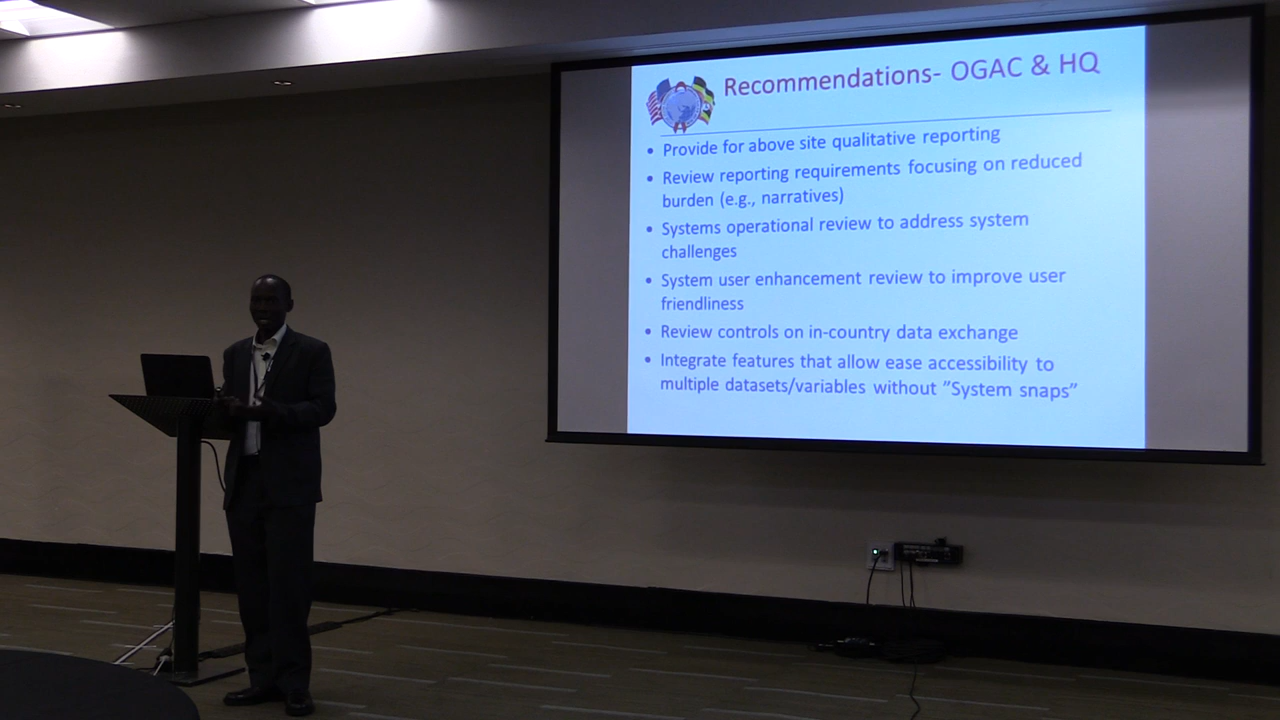 Recommendations- OGAC & HQ
• Provide for above site qualitative reporting
• Review reporting requirements focusing on reduced
burden (e.g., narratives)
• Systems operational review to address system
challenges
• System user enhancement review to improve user
friendliness
• Review controls on in-country data exchange
• Integrate features that allow ease accessibility to
multiple datasets/variables without ”System snaps”